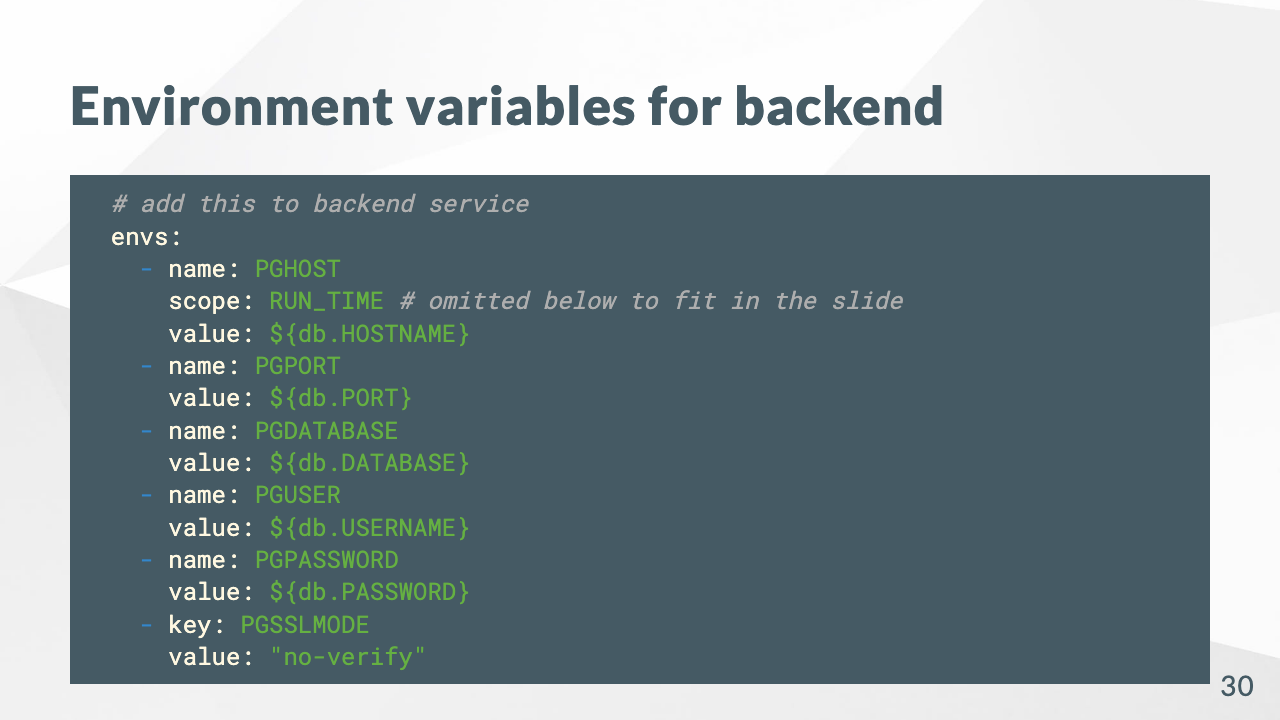 Environment variables for backend
# add this to backend service
envs:
  - name: PGHOST
    scope: RUN_TIME # omitted below to fit in the slide
    value: ${db.HOSTNAME}
  - name: PGPORT
    value: ${db.PORT}
  - name: PGDATABASE
    value: ${db.DATABASE}
  - name: PGUSER
    value: ${db.USERNAME}
  - name: PGPASSWORD
    value: ${db.PASSWORD}
  - key: PGSSLMODE
    value: "no-verify"
30